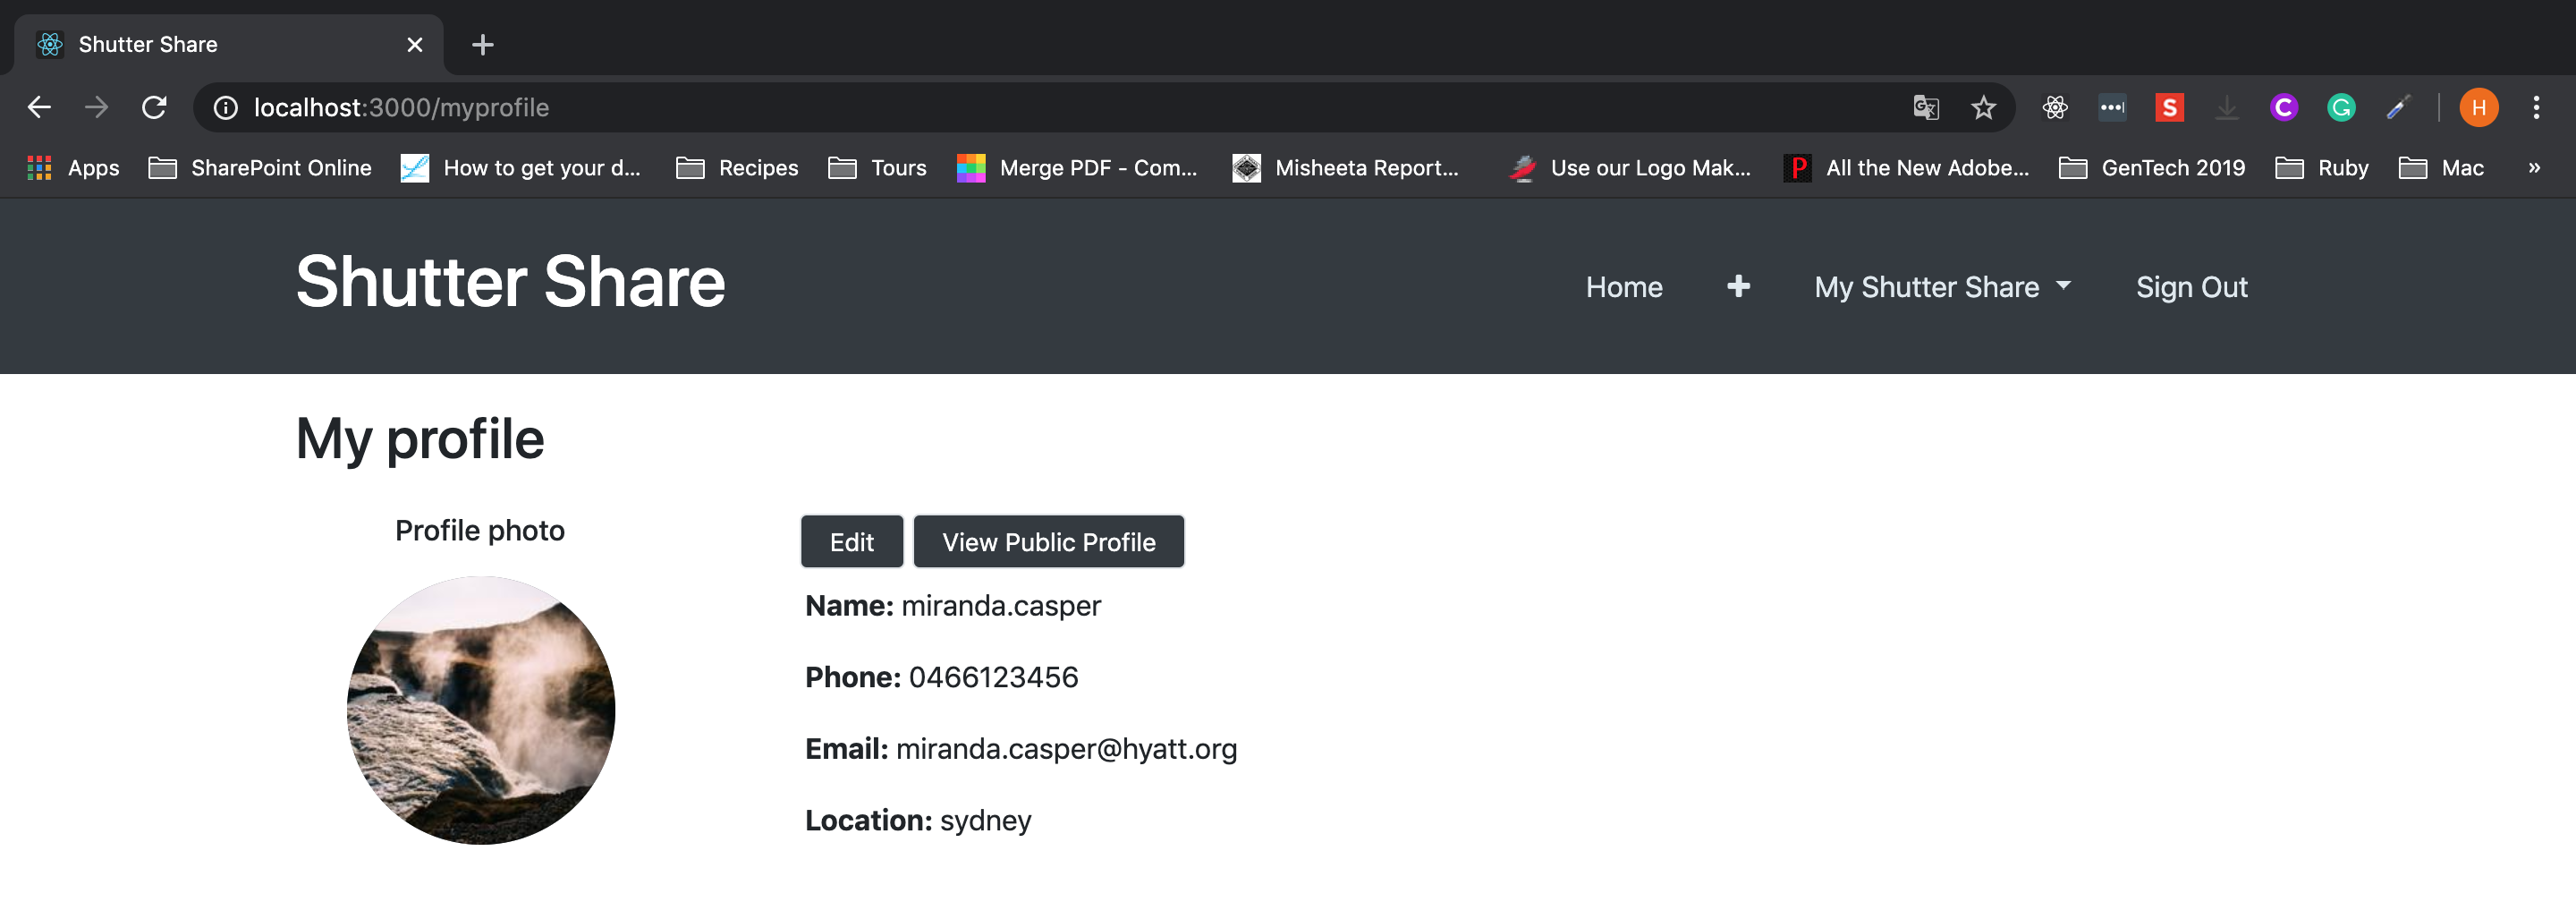 Shutter Share
localhost:3000/myprofile
S C G H
Apps SharePoint Online How to get your d... Recipes Tours Merge PDF - Com... Misheeta Report... Use our Logo Mak... P All the New Adobe... GenTech 2019 Ruby Mac »
Shutter Share Home + My Shutter Share Sign Out
My profile
Profile photo
Edit View Public Profile
Name: miranda.casper
Phone: 0466123456
Email: miranda.casper@hyatt.org
Location: sydney